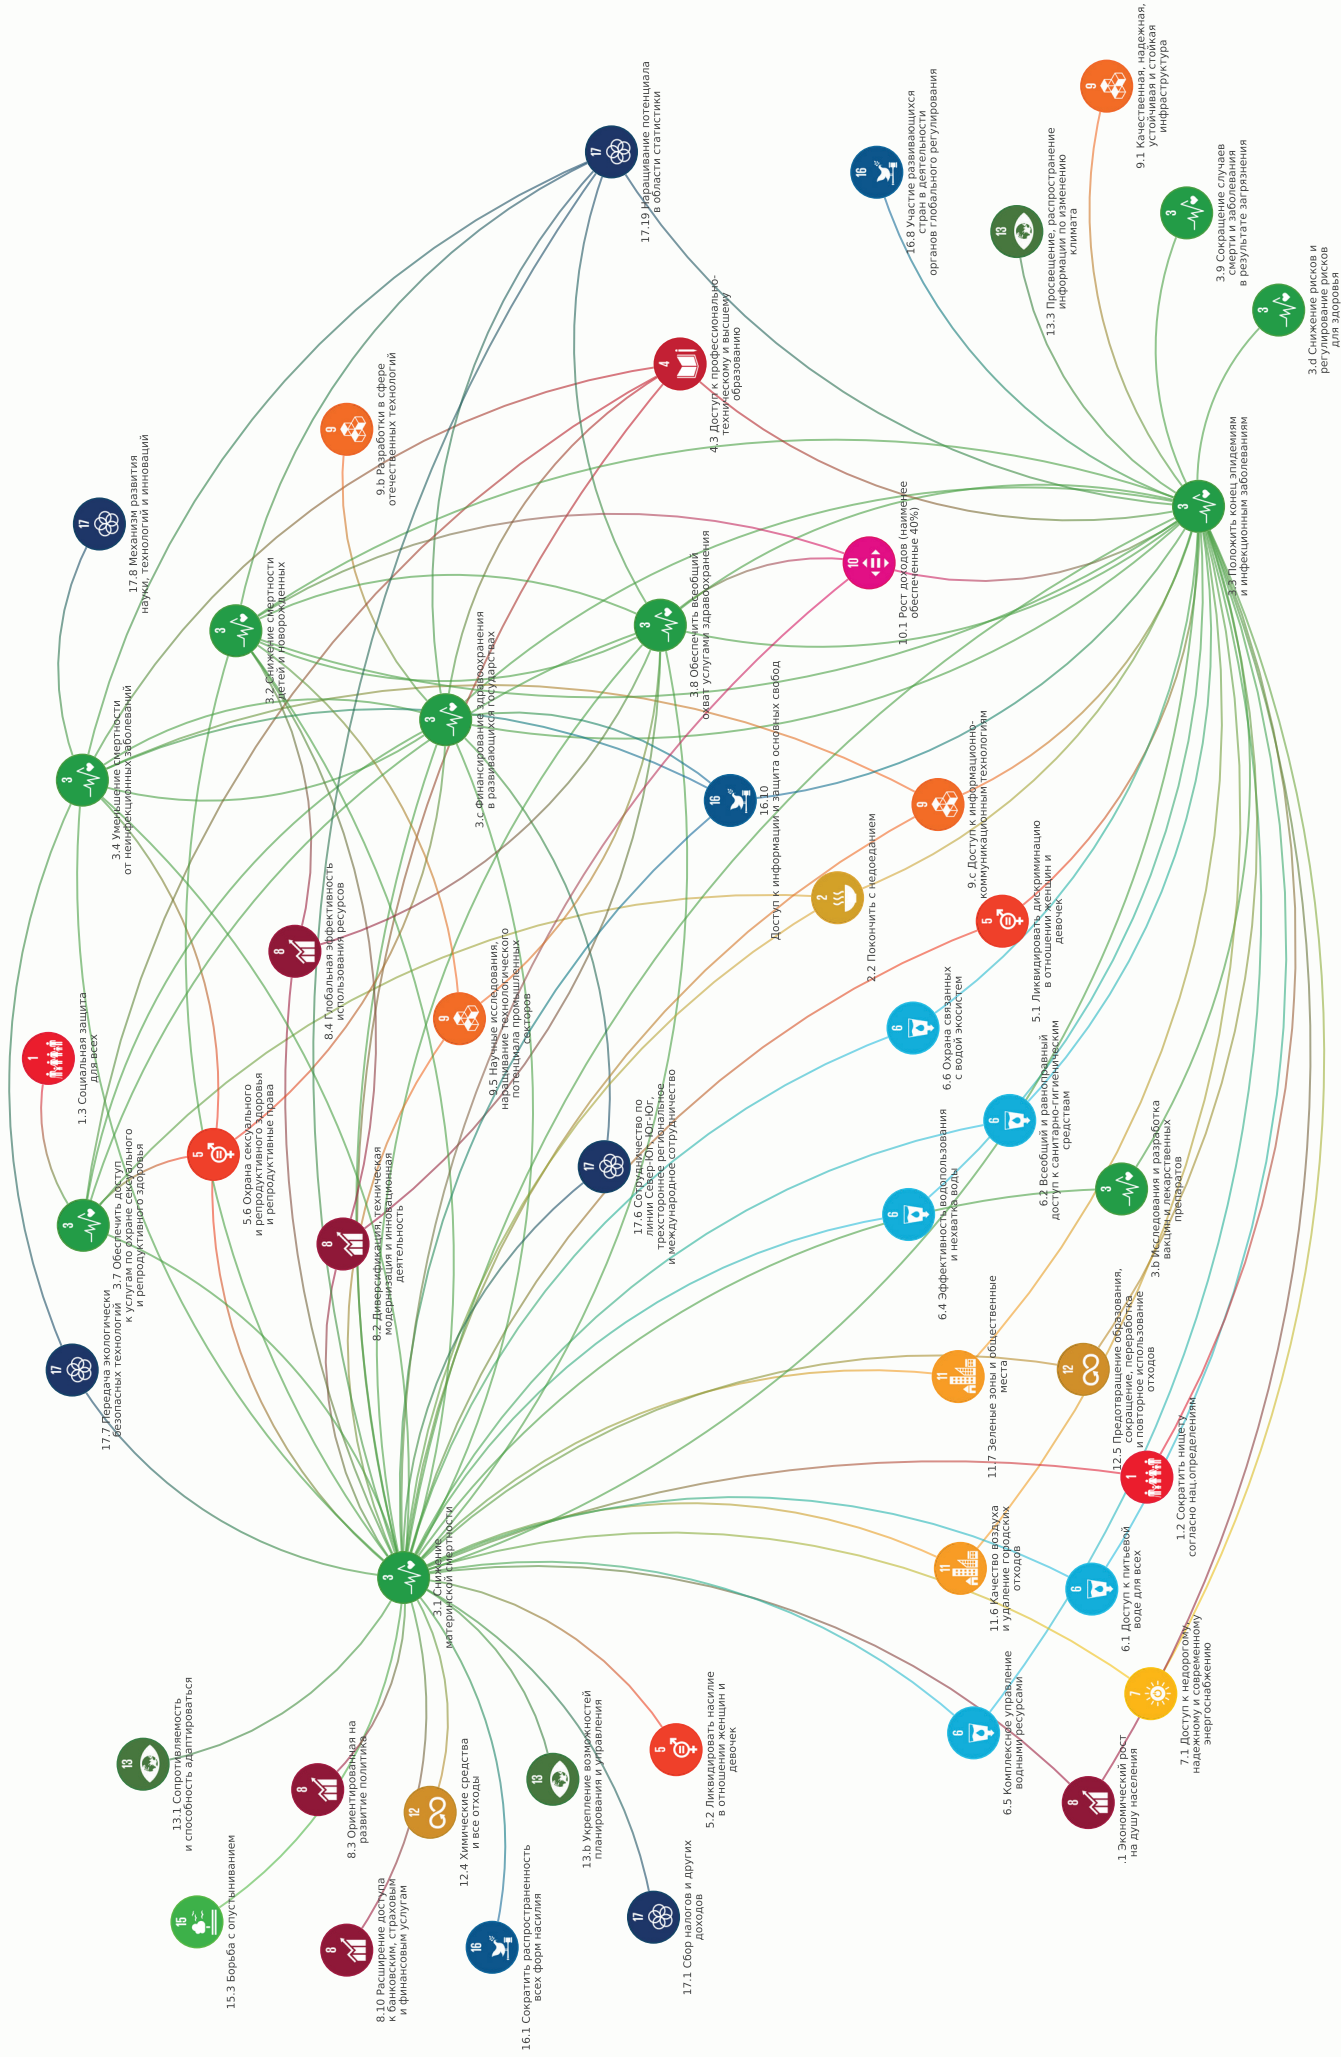 17.7 Передача экологически
безопасных технологий
1.3 Социальная защита
для всех
3.7 Обеспечить доступ
к услугам по охране сексуального
и репродуктивного здоровья
3.4 Уменьшение смертности
от неинфекционных заболеваний
17.8 Механизм развития
науки, технологий и инноваций
15.3 Борьба с опустыниванием
13.1 Сопротивляемость
и способность адаптироваться
5.6 Охрана сексуального
и репродуктивного здоровья
и репродуктивные права
3.2 Снижение смертности
детей и новорожденных
8.4 Глобальная эффективность
использования ресурсов
8.10 Расширение доступа
к банковским, страховым
и финансовым услугам
8.3 Ориентированная на
развитие политика
8.2 Диверсификация, техническая
модернизация и инновационная
деятельность
9.b Разработки в сфере
отечественных технологий
3.1 Снижение
материнской смертности
12.4 Химические средства
и все отходы
3.c Финансирование здравоохранения
в развивающихся государствах
9.5 Научные исследования,
наращивание технологического
потенциала промышленных
секторов
16.1 Сократить распространенность
всех форм насилия
13.b Укрепление возможностей
планирования и управления
17.6 Сотрудничество по
линии Север-Юг, Юг-Юг,
трехстороннее региональное
и международное сотрудничество
17.19 Наращивание потенциала
в области статистики
17.1 Сбор налогов и других
доходов
5.2 Ликвидировать насилие
в отношении женщин и
девочек
3.8 Обеспечить всеобщий
охват услугами здравоохранения
4.3 Доступ к профессионально-
техническому и высшему
образованию
16.10
Доступ к информации и защита основных свобод
2.2 Покончить с недоеданием
10.1 Рост доходов (наименее
обеспеченные 40%)
16.8 Участие развивающихся
стран в деятельности
органов глобального регулирования
6.4 Эффективность водопользования
и нехватка воды
6.6 Охрана связанных
с водой экосистем
9.c Доступ к информационно-
коммуникационным технологиям
11.7 Зеленые зоны и общественные
места
11.6 Качество воздуха
и удаление городских
отходов
6.5 Комплексное управление
водными ресурсами
5.1 Ликвидировать дискриминацию
в отношении женщин и
девочек
6.2 Всеобщий и равноправный
доступ к санитарно-гигиеническим
средствам
13.3 Просвещение, распространение
информации по изменению
климата
12.5 Предотвращение образования,
сокращение, переработка
и повторное использование
отходов
.1 Экономический рост
на душу населения
6.1 Доступ к питьевой
воде для всех
9.1 Качественная, надежная,
устойчивая и стойкая
инфраструктура
3.b Исследования и разработка
вакцин и лекарственных
препаратов
1.2 Сократить нищету
согласно нац.определениям
7.1 Доступ к недорогому,
надежному и современному
энергоснабжению
3.9 Сокращение случаев
смерти и заболевания
в результате загрязнения
3.3 Положить конец эпидемиям
и инфекционным заболеваниям
3.d Снижение рисков и
регулирование рисков
для здоровья